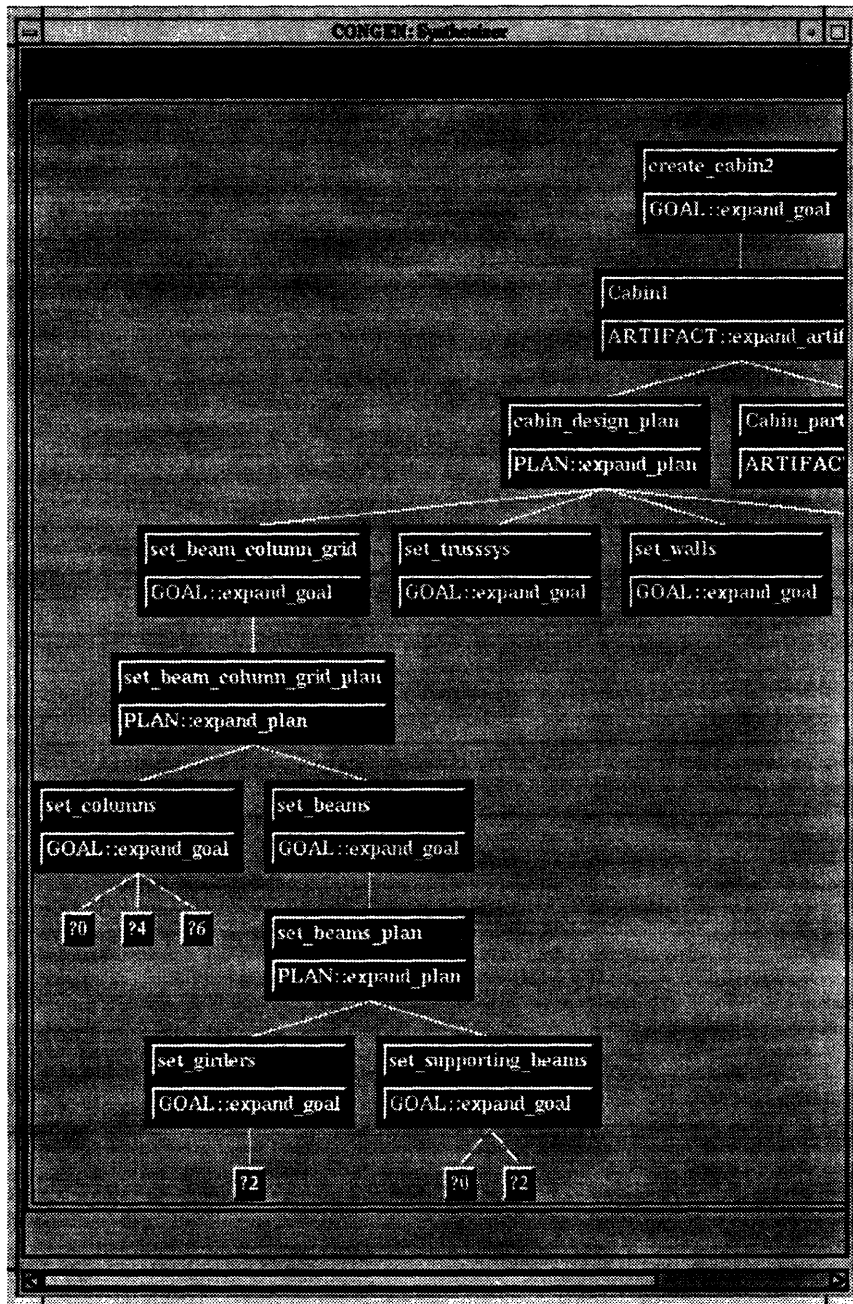 CONGEN: Synthesizer
create_cabin2
GOAL::expand_goal
Cabin1
ARTIFACT::expand_artif
cabin_design_plan
Cabin_part
PLAN::expand_plan
ARTIFAC
set_beam_column_grid
set_trusssys
set_walls
GOAL::expand_goal
GOAL::expand_goal
GOAL::expand_goal
set_beam_column_grid_plan
PLAN::expand_plan
set_columns
set_beams
GOAL::expand_goal
GOAL::expand_goal
?0
?4
?6
set_beams_plan
PLAN::expand_plan
set_girders
set_supporting_beams
GOAL::expand_goal
GOAL::expand_goal
?2
?0
?2